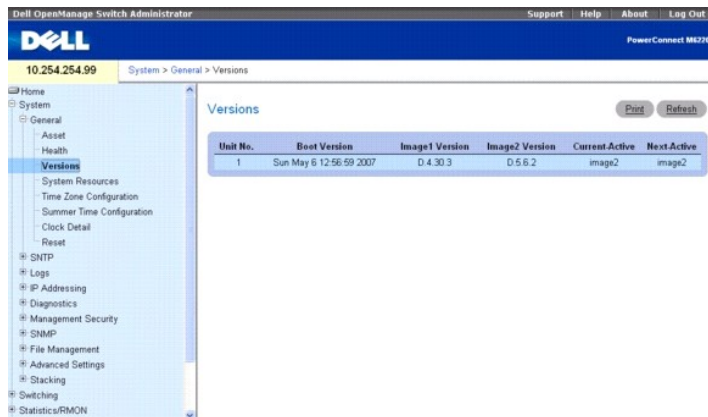 Dell OpenManage Switch Administrator
Support Help About Log Out
DELL
PowerConnect M6220
10.254.254.99
System > General > Versions
Home
System
General
Asset
Health
Versions
System Resources
Time Zone Configuration
Summer Time Configuration
Clock Detail
Reset
SNTP
Logs
IP Addressing
Diagnostics
Management Security
SNMP
File Management
Advanced Settings
Stacking
Switching
Statistics/RMON
Versions
Print Refresh
Unit No. Boot Version Image1 Version Image2 Version Current-Active Next-Active
1 Sun May 6 12:56:59 2007 D.4.30.3 D.5.6.2 image2 image2